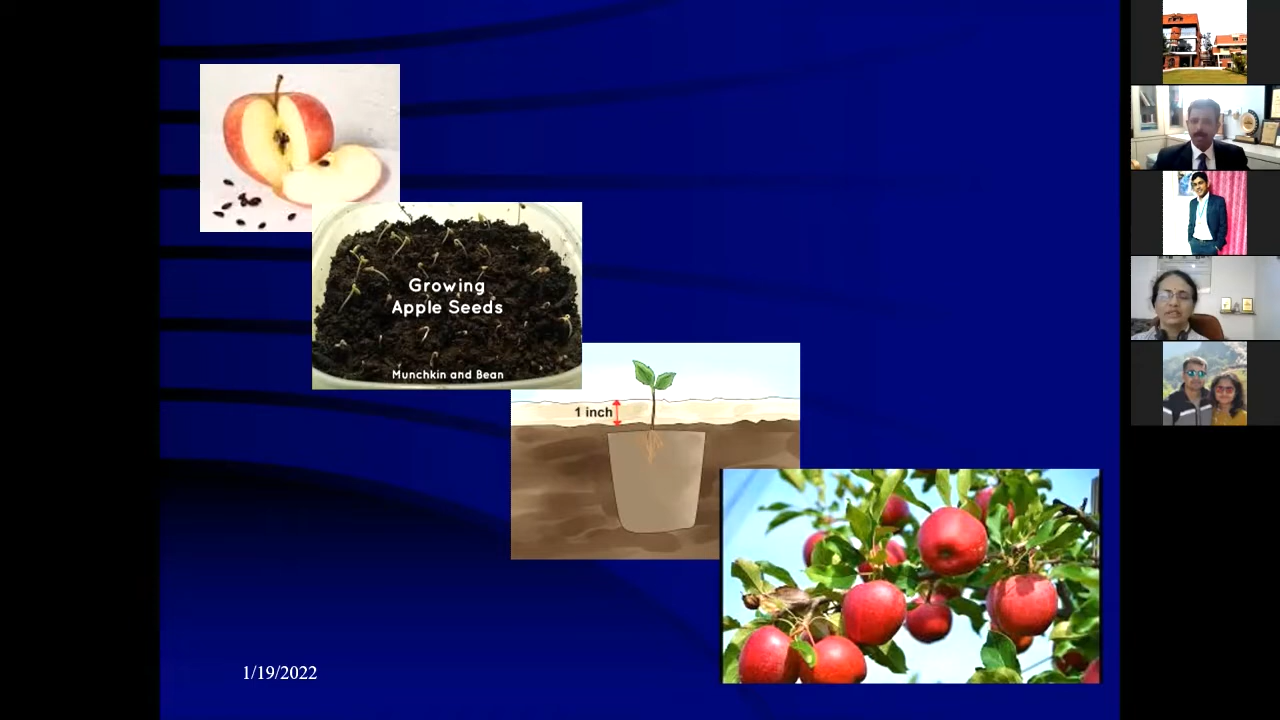 Growing
Apple Seeds
Munchkin and Bean
1 inch
1/19/2022